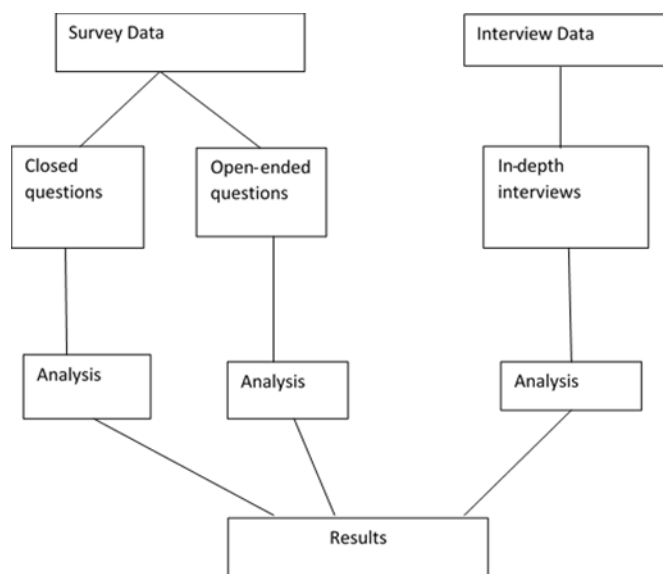 Survey Data
Interview Data
Closed
questions
Open-ended
questions
In-depth
interviews
Analysis
Analysis
Analysis
Results